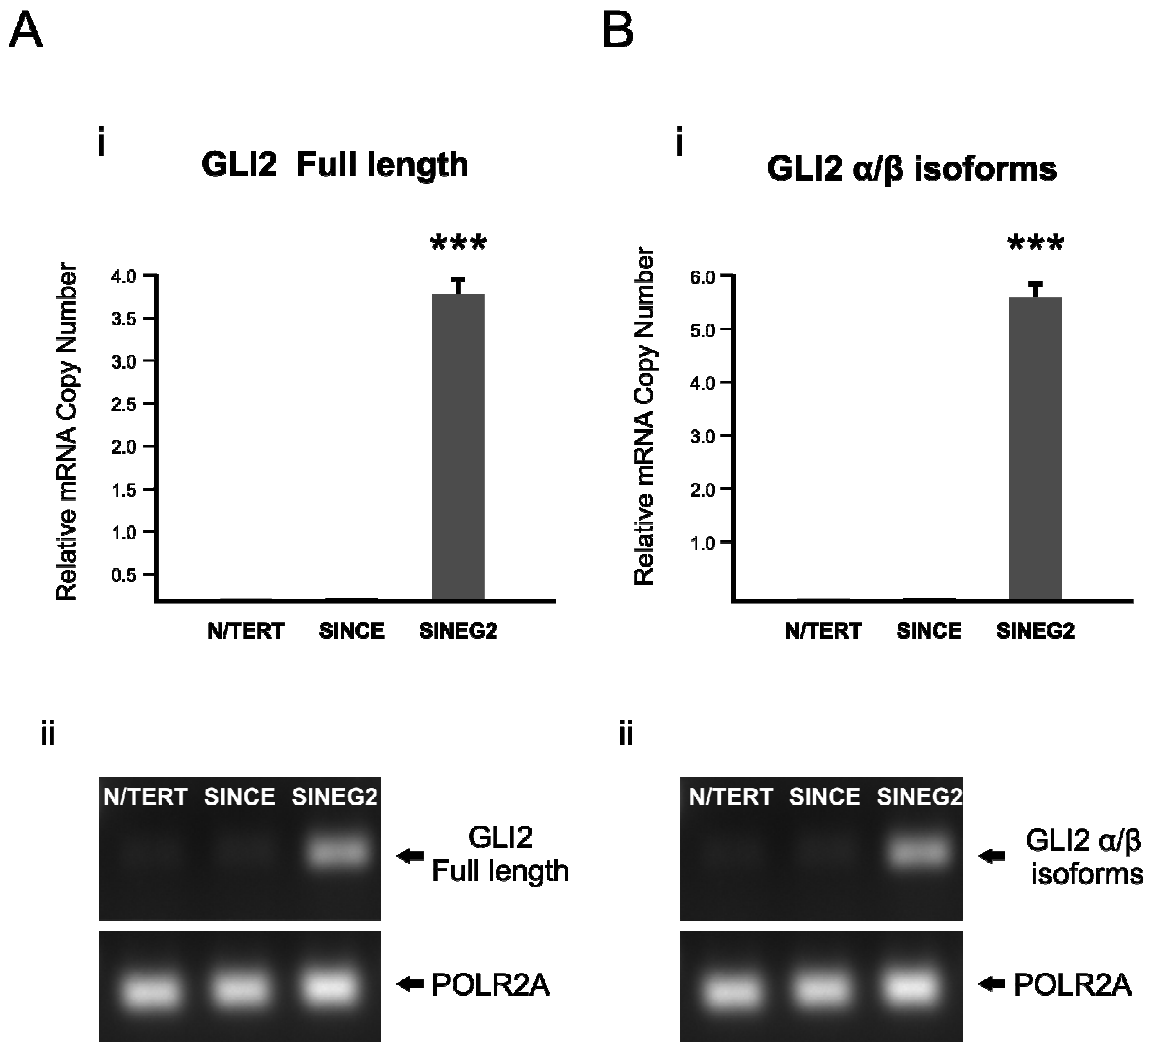 A
i
GLI2 Full length
***
Relative mRNA Copy Number
4.0
3.5
3.0
2.5
2.0
1.5
1.0
0.5
N/TERT SINCE SINEG2
ii
N/TERT SINCE SINEG2
GLI2
Full length
POLR2A
B
i
GLI2 α/β isoforms
***
Relative mRNA Copy Number
6.0
5.0
4.0
3.0
2.0
1.0
N/TERT SINCE SINEG2
ii
N/TERT SINCE SINEG2
GLI2 α/β
isoforms
POLR2A